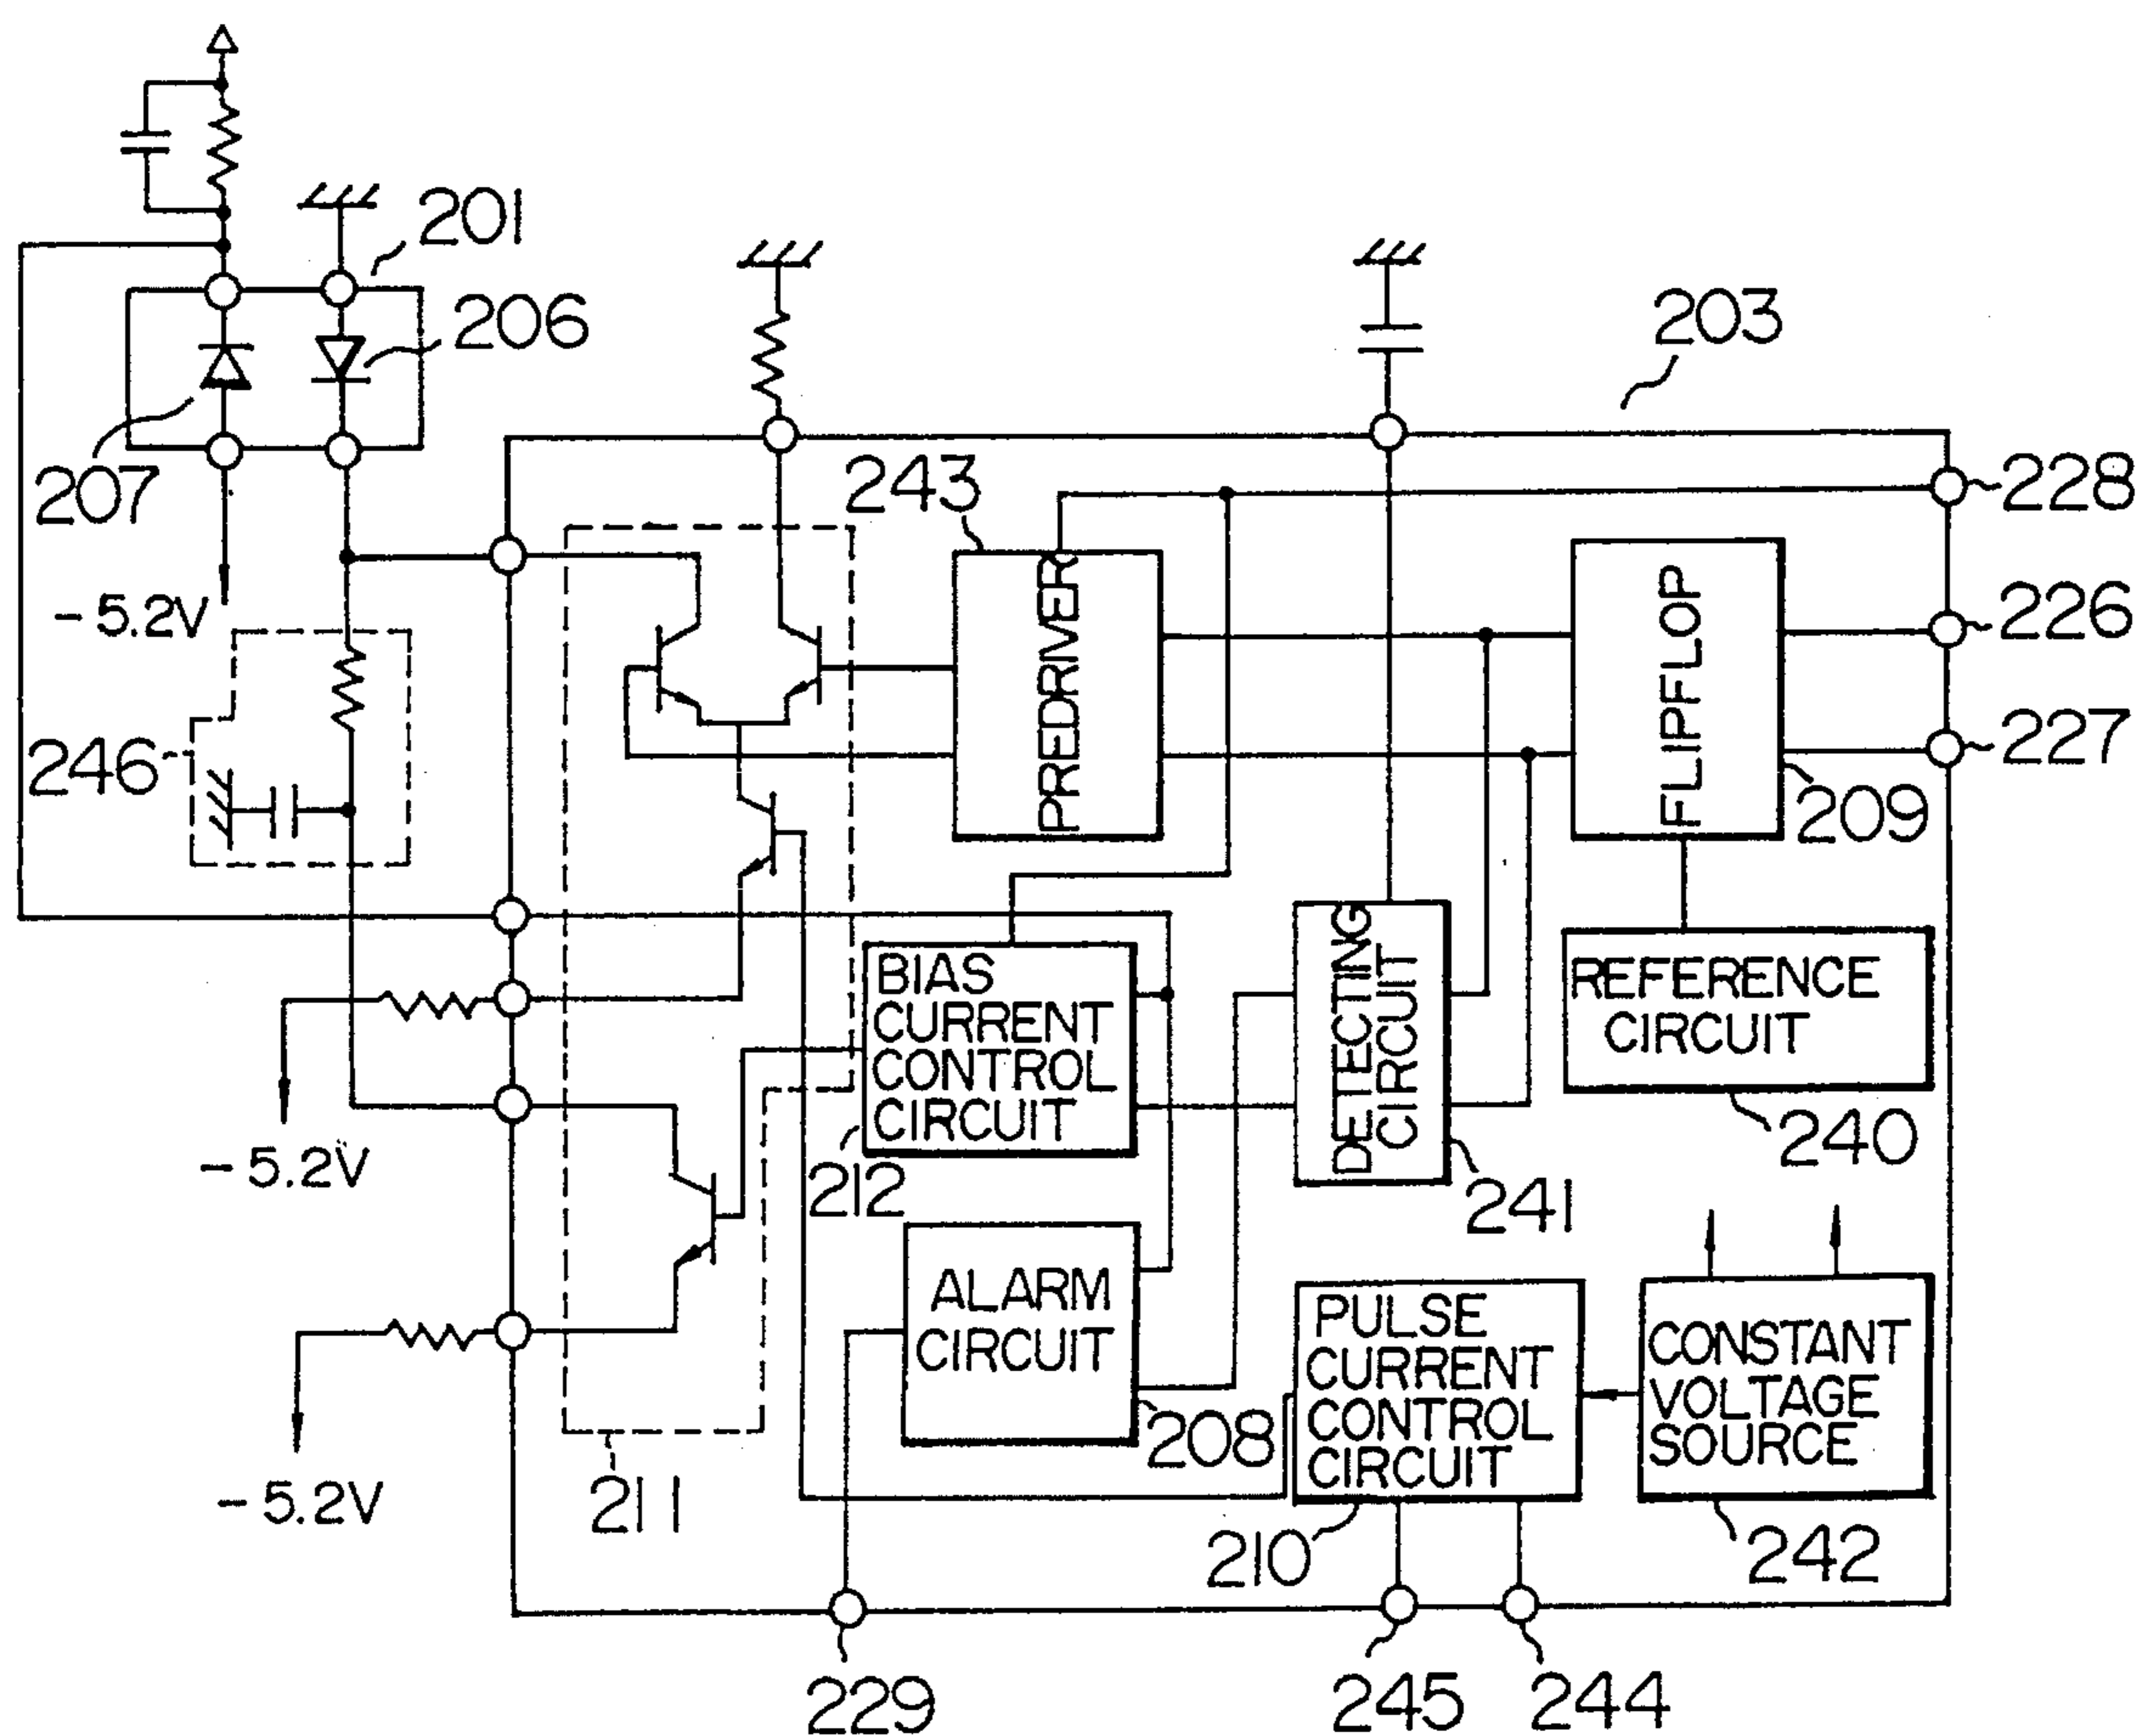 201
206
203
207
243
228
-5.2V
PREDRIVER
FLIPFLOP
226
246
227
209
BIAS
CURRENT
CONTROL
CIRCUIT
DETECTING
CIRCUIT
REFERENCE
CIRCUIT
-5.2V
212
240
241
ALARM
CIRCUIT
PULSE
CURRENT
CONTROL
CIRCUIT
CONSTANT
VOLTAGE
SOURCE
208
-5.2V
211
210
242
229
245
244